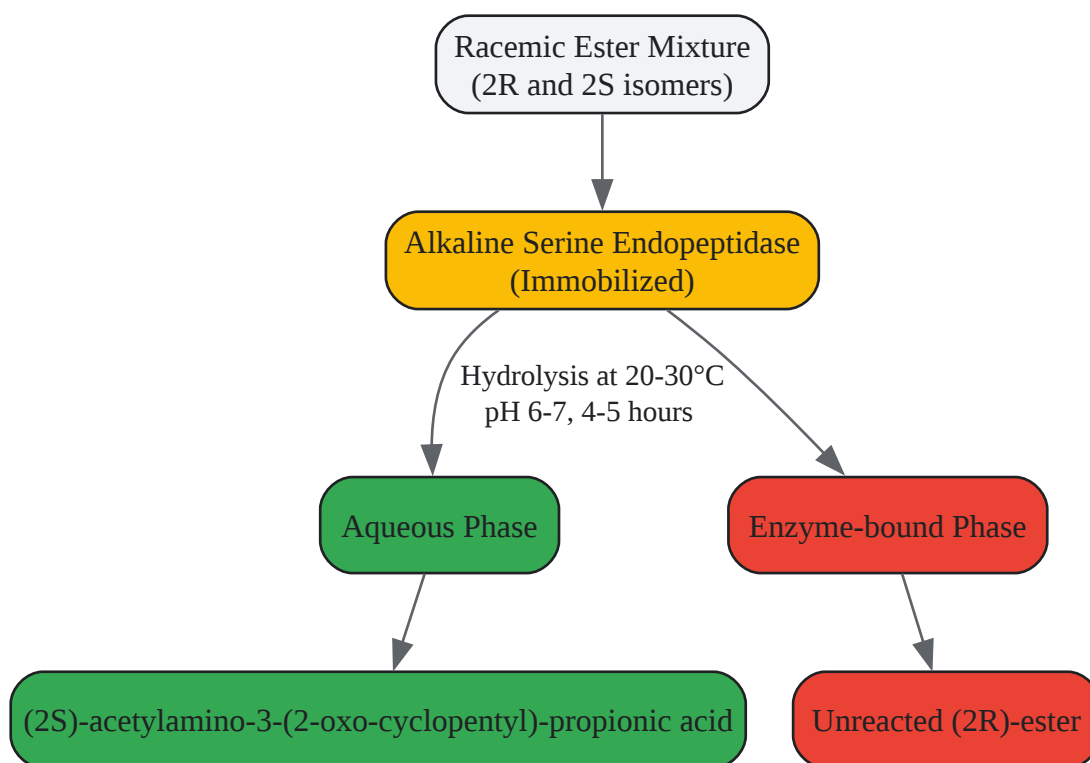 Racemic Ester Mixture
(2R and 2S isomers)
Alkaline Serine Endopeptidase
(Immobilized)
Hydrolysis at 20-30°C
pH 6-7, 4-5 hours
Aqueous Phase
Enzyme-bound Phase
(2S)-acetylamino-3-(2-oxo-cyclopentyl)-propionic acid
Unreacted (2R)-ester